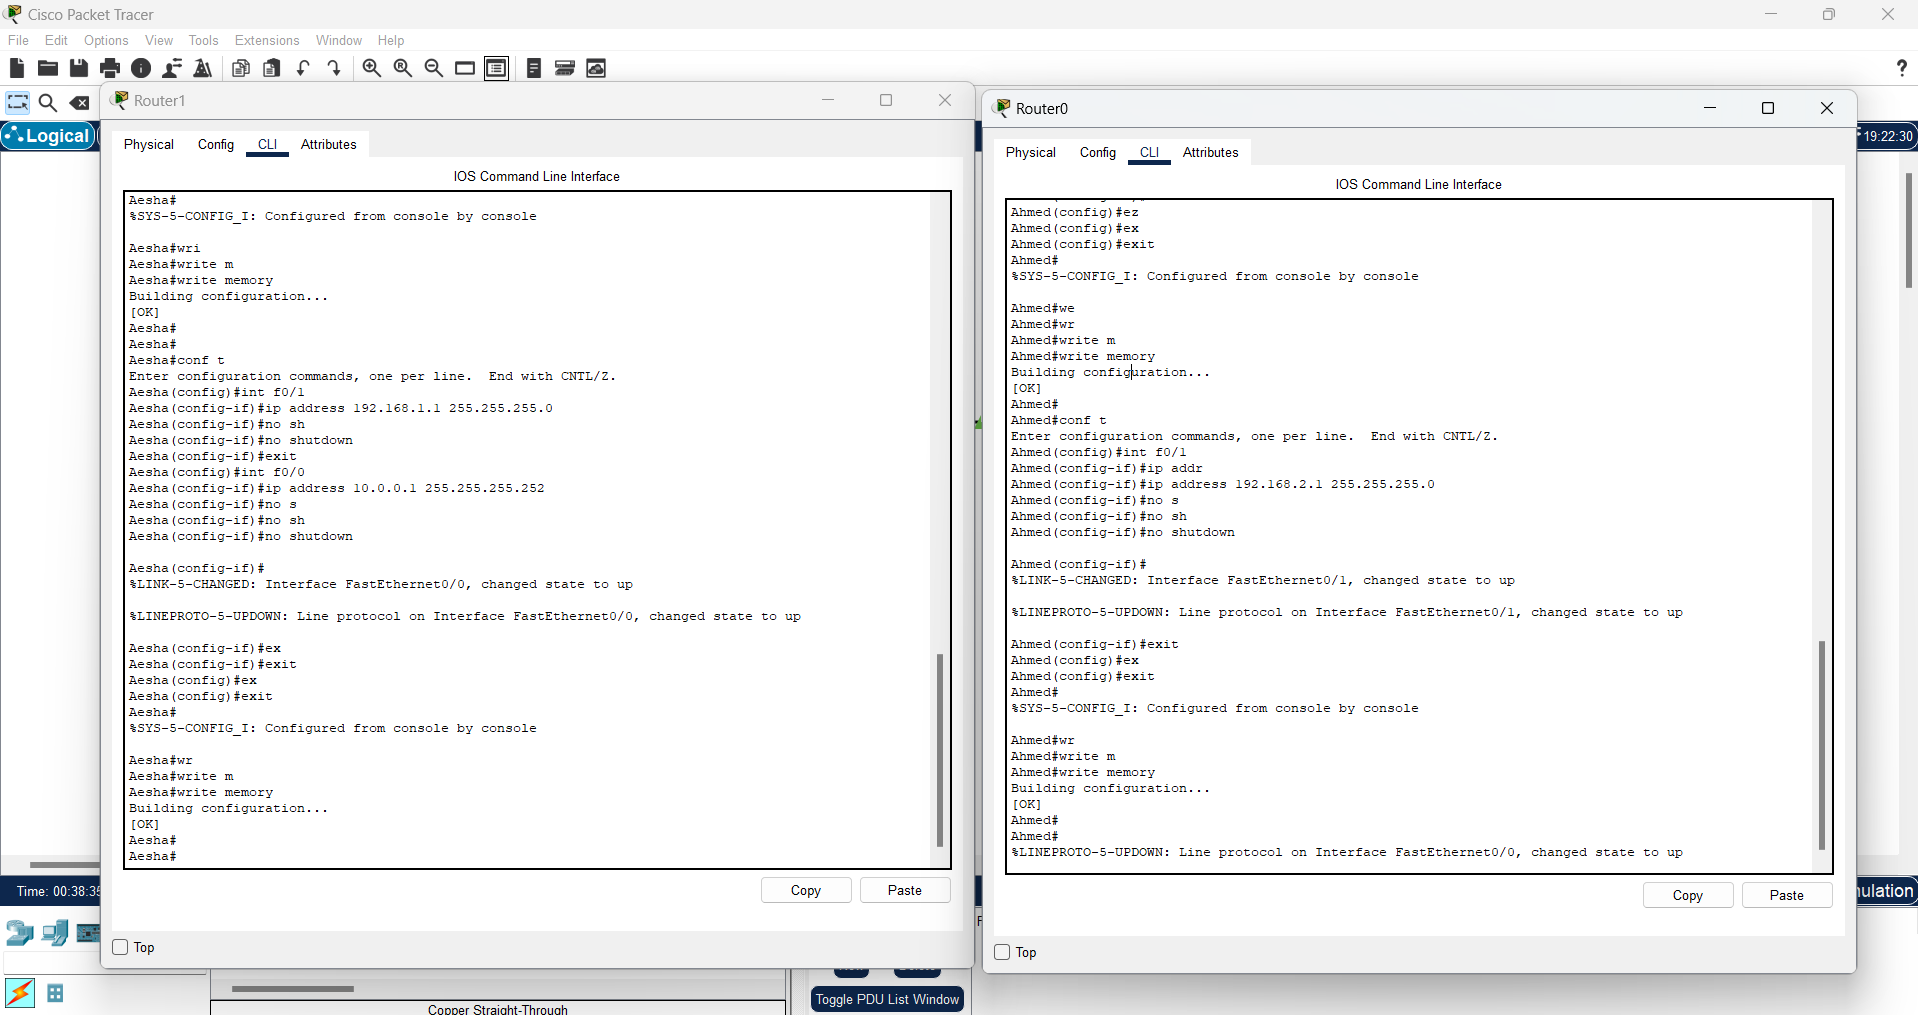 Cisco Packet Tracer
File Edit Options View Tools Extensions Window Help
?
Logical
19:22:30
Router1
Physical Config CLI Attributes
IOS Command Line Interface
Aesha#
%SYS-5-CONFIG_I: Configured from console by console
Aesha#wri
Aesha#write m
Aesha#write memory
Building configuration...
[OK]
Aesha#
Aesha#
Aesha#conf t
Enter configuration commands, one per line.  End with CNTL/Z.
Aesha(config)#int f0/1
Aesha(config-if)#ip address 192.168.1.1 255.255.255.0
Aesha(config-if)#no sh
Aesha(config-if)#no shutdown
Aesha(config-if)#exit
Aesha(config)#int f0/0
Aesha(config-if)#ip address 10.0.0.1 255.255.255.252
Aesha(config-if)#no s
Aesha(config-if)#no sh
Aesha(config-if)#no shutdown
Aesha(config-if)#
%LINK-5-CHANGED: Interface FastEthernet0/0, changed state to up
%LINEPROTO-5-UPDOWN: Line protocol on Interface FastEthernet0/0, changed state to up
Aesha(config-if)#ex
Aesha(config-if)#exit
Aesha(config)#ex
Aesha(config)#exit
Aesha#
%SYS-5-CONFIG_I: Configured from console by console
Aesha#wr
Aesha#write m
Aesha#write memory
Building configuration...
[OK]
Aesha#
Aesha#
Copy Paste
Top
Router0
Physical Config CLI Attributes
IOS Command Line Interface
Ahmed(config)#ez
Ahmed(config)#ex
Ahmed(config)#exit
Ahmed#
%SYS-5-CONFIG_I: Configured from console by console
Ahmed#we
Ahmed#wr
Ahmed#write m
Ahmed#write memory
Building configuration...
[OK]
Ahmed#
Ahmed#conf t
Enter configuration commands, one per line.  End with CNTL/Z.
Ahmed(config)#int f0/1
Ahmed(config-if)#ip addr
Ahmed(config-if)#ip address 192.168.2.1 255.255.255.0
Ahmed(config-if)#no s
Ahmed(config-if)#no sh
Ahmed(config-if)#no shutdown
Ahmed(config-if)#
%LINK-5-CHANGED: Interface FastEthernet0/1, changed state to up
%LINEPROTO-5-UPDOWN: Line protocol on Interface FastEthernet0/1, changed state to up
Ahmed(config-if)#exit
Ahmed(config)#ex
Ahmed(config)#exit
Ahmed#
%SYS-5-CONFIG_I: Configured from console by console
Ahmed#wr
Ahmed#write m
Ahmed#write memory
Building configuration...
[OK]
Ahmed#
Ahmed#
%LINEPROTO-5-UPDOWN: Line protocol on Interface FastEthernet0/0, changed state to up
Copy Paste
Top
Time: 00:38:35
ulation
Toggle PDU List Window
Copper Straight-Through